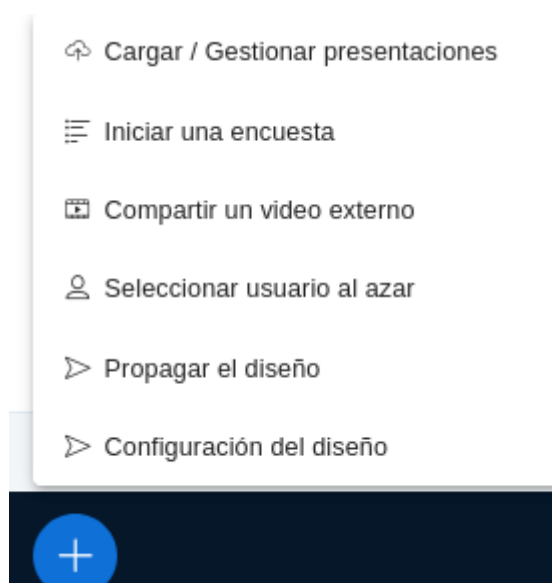 Cargar / Gestionar presentaciones
Iniciar una encuesta
Compartir un video externo
Seleccionar usuario al azar
Propagar el diseño
Configuración del diseño